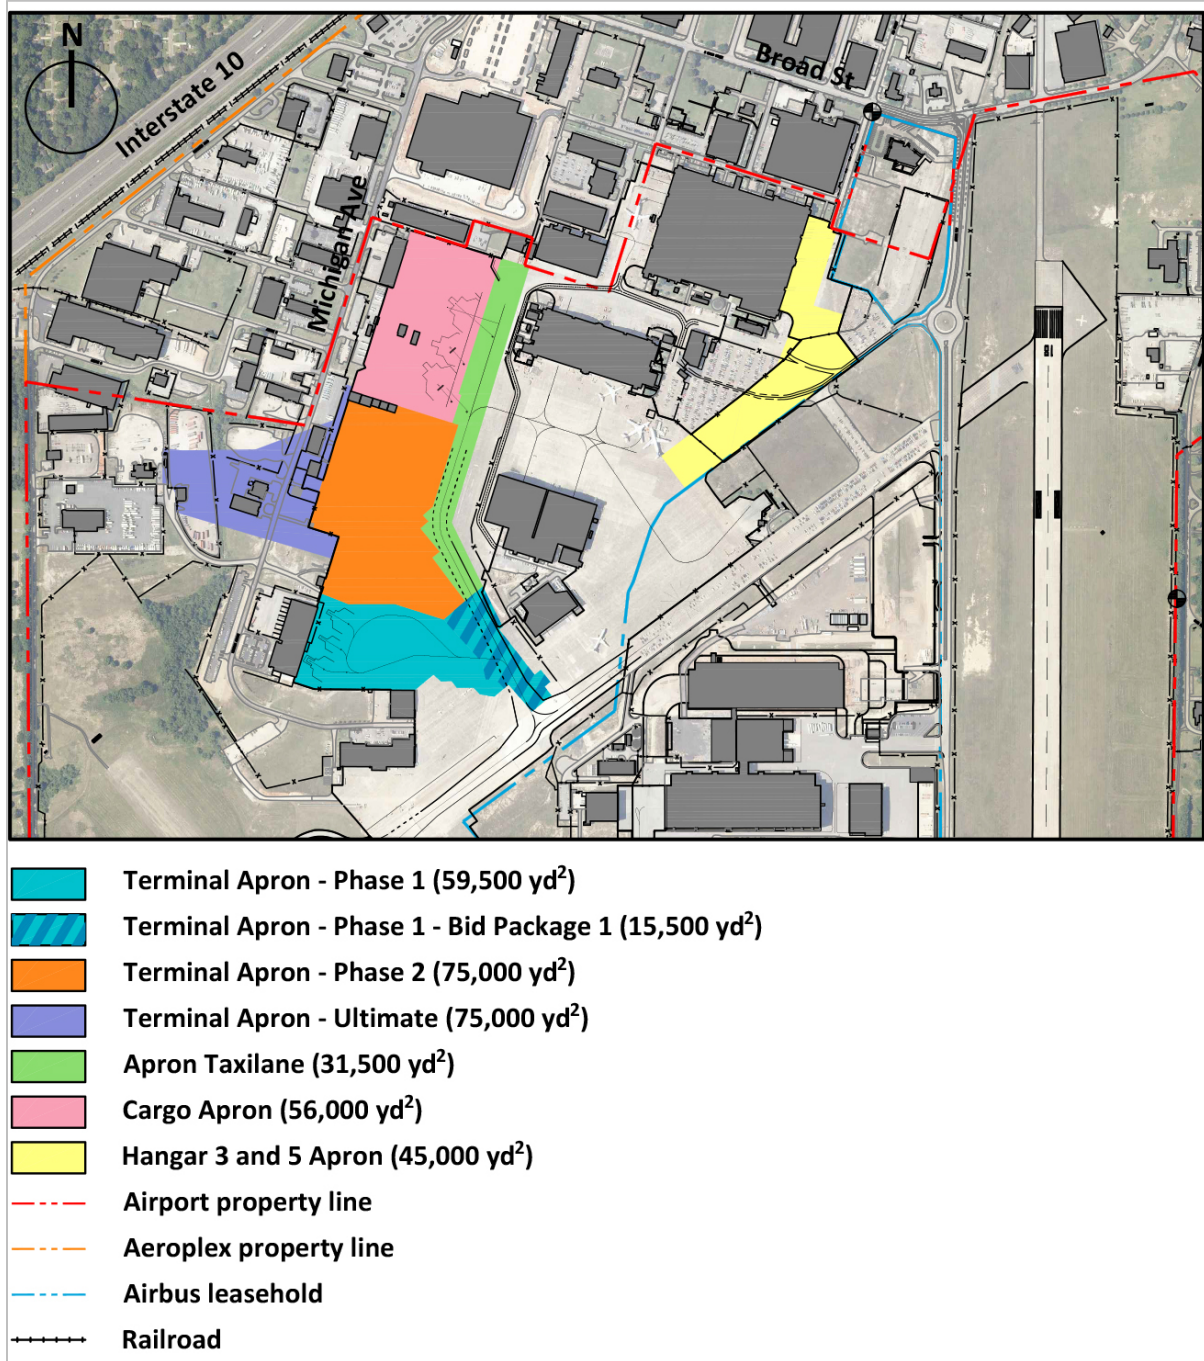 N
Interstate 10
Broad St
Michigan Ave
Terminal Apron - Phase 1 (59,500 yd²)
Terminal Apron - Phase 1 - Bid Package 1 (15,500 yd²)
Terminal Apron - Phase 2 (75,000 yd²)
Terminal Apron - Ultimate (75,000 yd²)
Apron Taxilane (31,500 yd²)
Cargo Apron (56,000 yd²)
Hangar 3 and 5 Apron (45,000 yd²)
Airport property line
Aeroplex property line
Airbus leasehold
Railroad